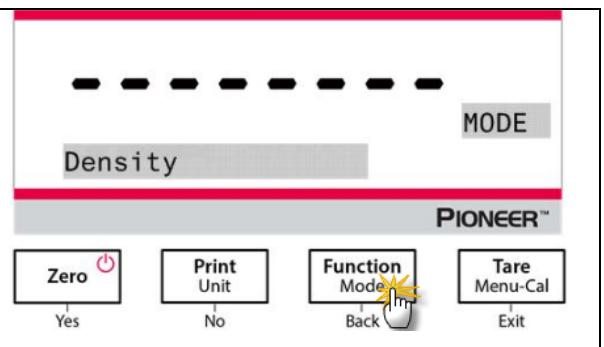 --------
MODE
Density
PIONEER™
Zero Print Function Tare
Unit Mode Menu-Cal
Yes No Back Exit